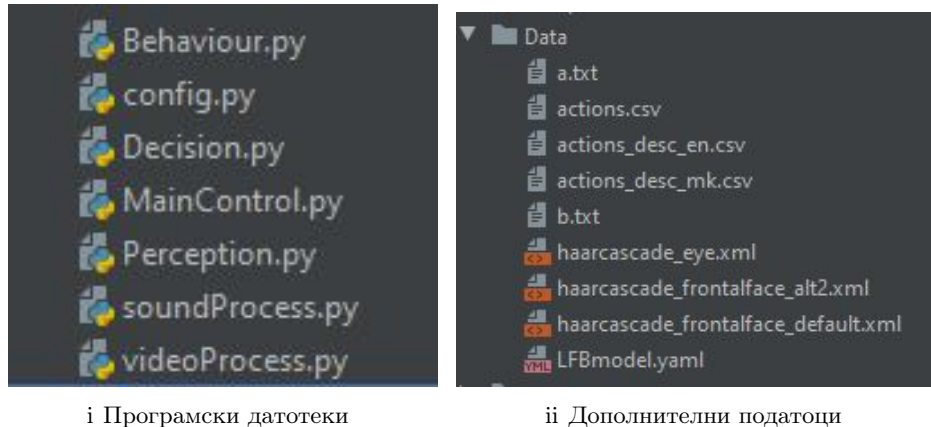 Behaviour.py
config.py
Decision.py
MainControl.py
Perception.py
soundProcess.py
videoProcess.py
i Програмски датотеки
Data
a.txt
actions.csv
actions_desc_en.csv
actions_desc_mk.csv
b.txt
haarcascade_eye.xml
haarcascade_frontalface_alt2.xml
haarcascade_frontalface_default.xml
LFBmodel.yaml
ii Дополнителни податоци